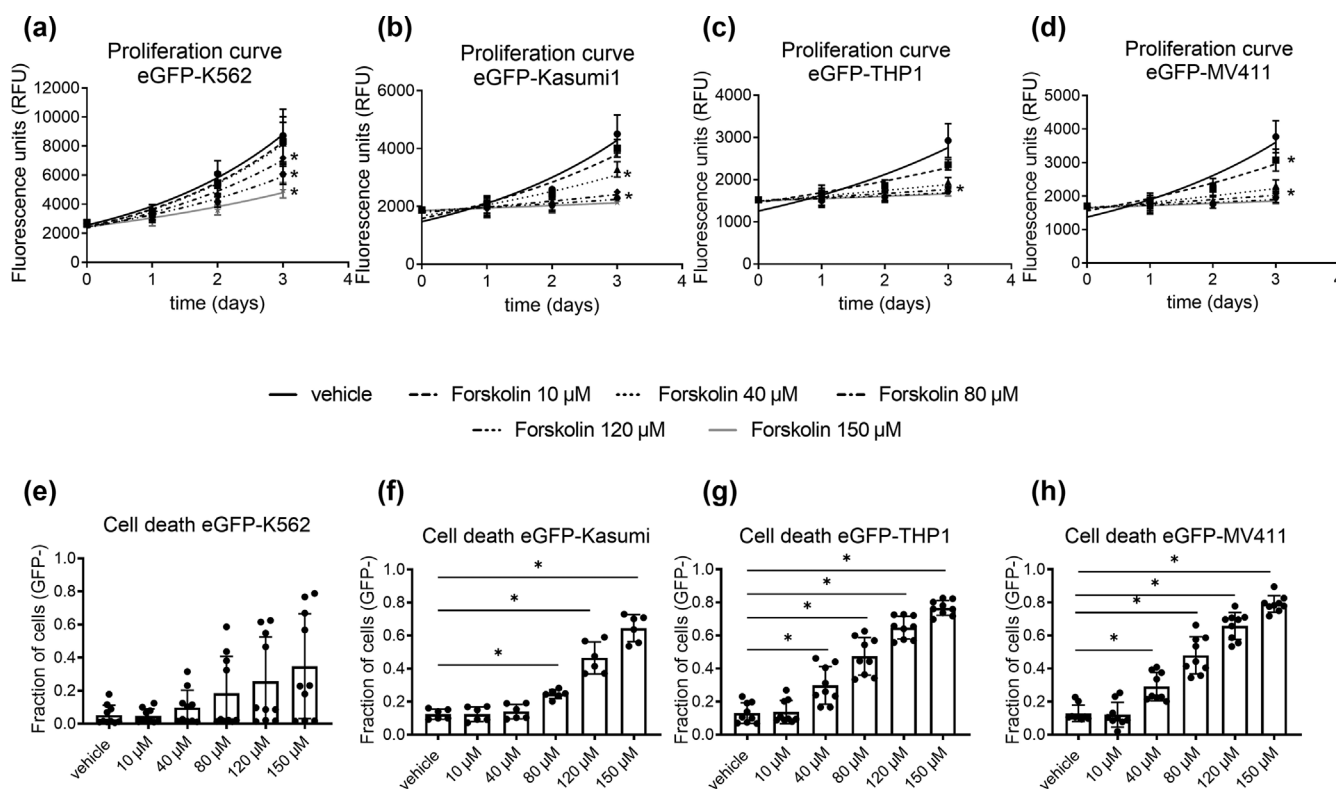 (a)
Proliferation curve
eGFP-K562
Fluorescence units (RFU)
12000
10000
8000
6000
4000
2000
0
0 1 2 3 4
time (days)
*
*
*
(b)
Proliferation curve
eGFP-Kasumi1
Fluorescence units (RFU)
6000
4000
2000
0
0 1 2 3 4
time (days)
*
*
(c)
Proliferation curve
eGFP-THP1
Fluorescence units (RFU)
4000
3000
2000
1000
0
0 1 2 3 4
time (days)
*
(d)
Proliferation curve
eGFP-MV411
Fluorescence units (RFU)
5000
4000
3000
2000
1000
0
0 1 2 3 4
time (days)
*
*
vehicle Forskolin 10 µM Forskolin 40 µM Forskolin 80 µM
Forskolin 120 µM Forskolin 150 µM
(e)
Cell death eGFP-K562
Fraction of cells (GFP-)
1.0
0.8
0.6
0.4
0.2
0.0
vehicle 10 µM 40 µM 80 µM 120 µM 150 µM
(f)
Cell death eGFP-Kasumi
Fraction of cells (GFP-)
1.0
0.8
0.6
0.4
0.2
0.0
*
*
*
vehicle 10 µM 40 µM 80 µM 120 µM 150 µM
(g)
Cell death eGFP-THP1
Fraction of cells (GFP-)
1.0
0.8
0.6
0.4
0.2
0.0
*
*
*
*
vehicle 10 µM 40 µM 80 µM 120 µM 150 µM
(h)
Cell death eGFP-MV411
Fraction of cells (GFP-)
1.0
0.8
0.6
0.4
0.2
0.0
*
*
*
*
vehicle 10 µM 40 µM 80 µM 120 µM 150 µM